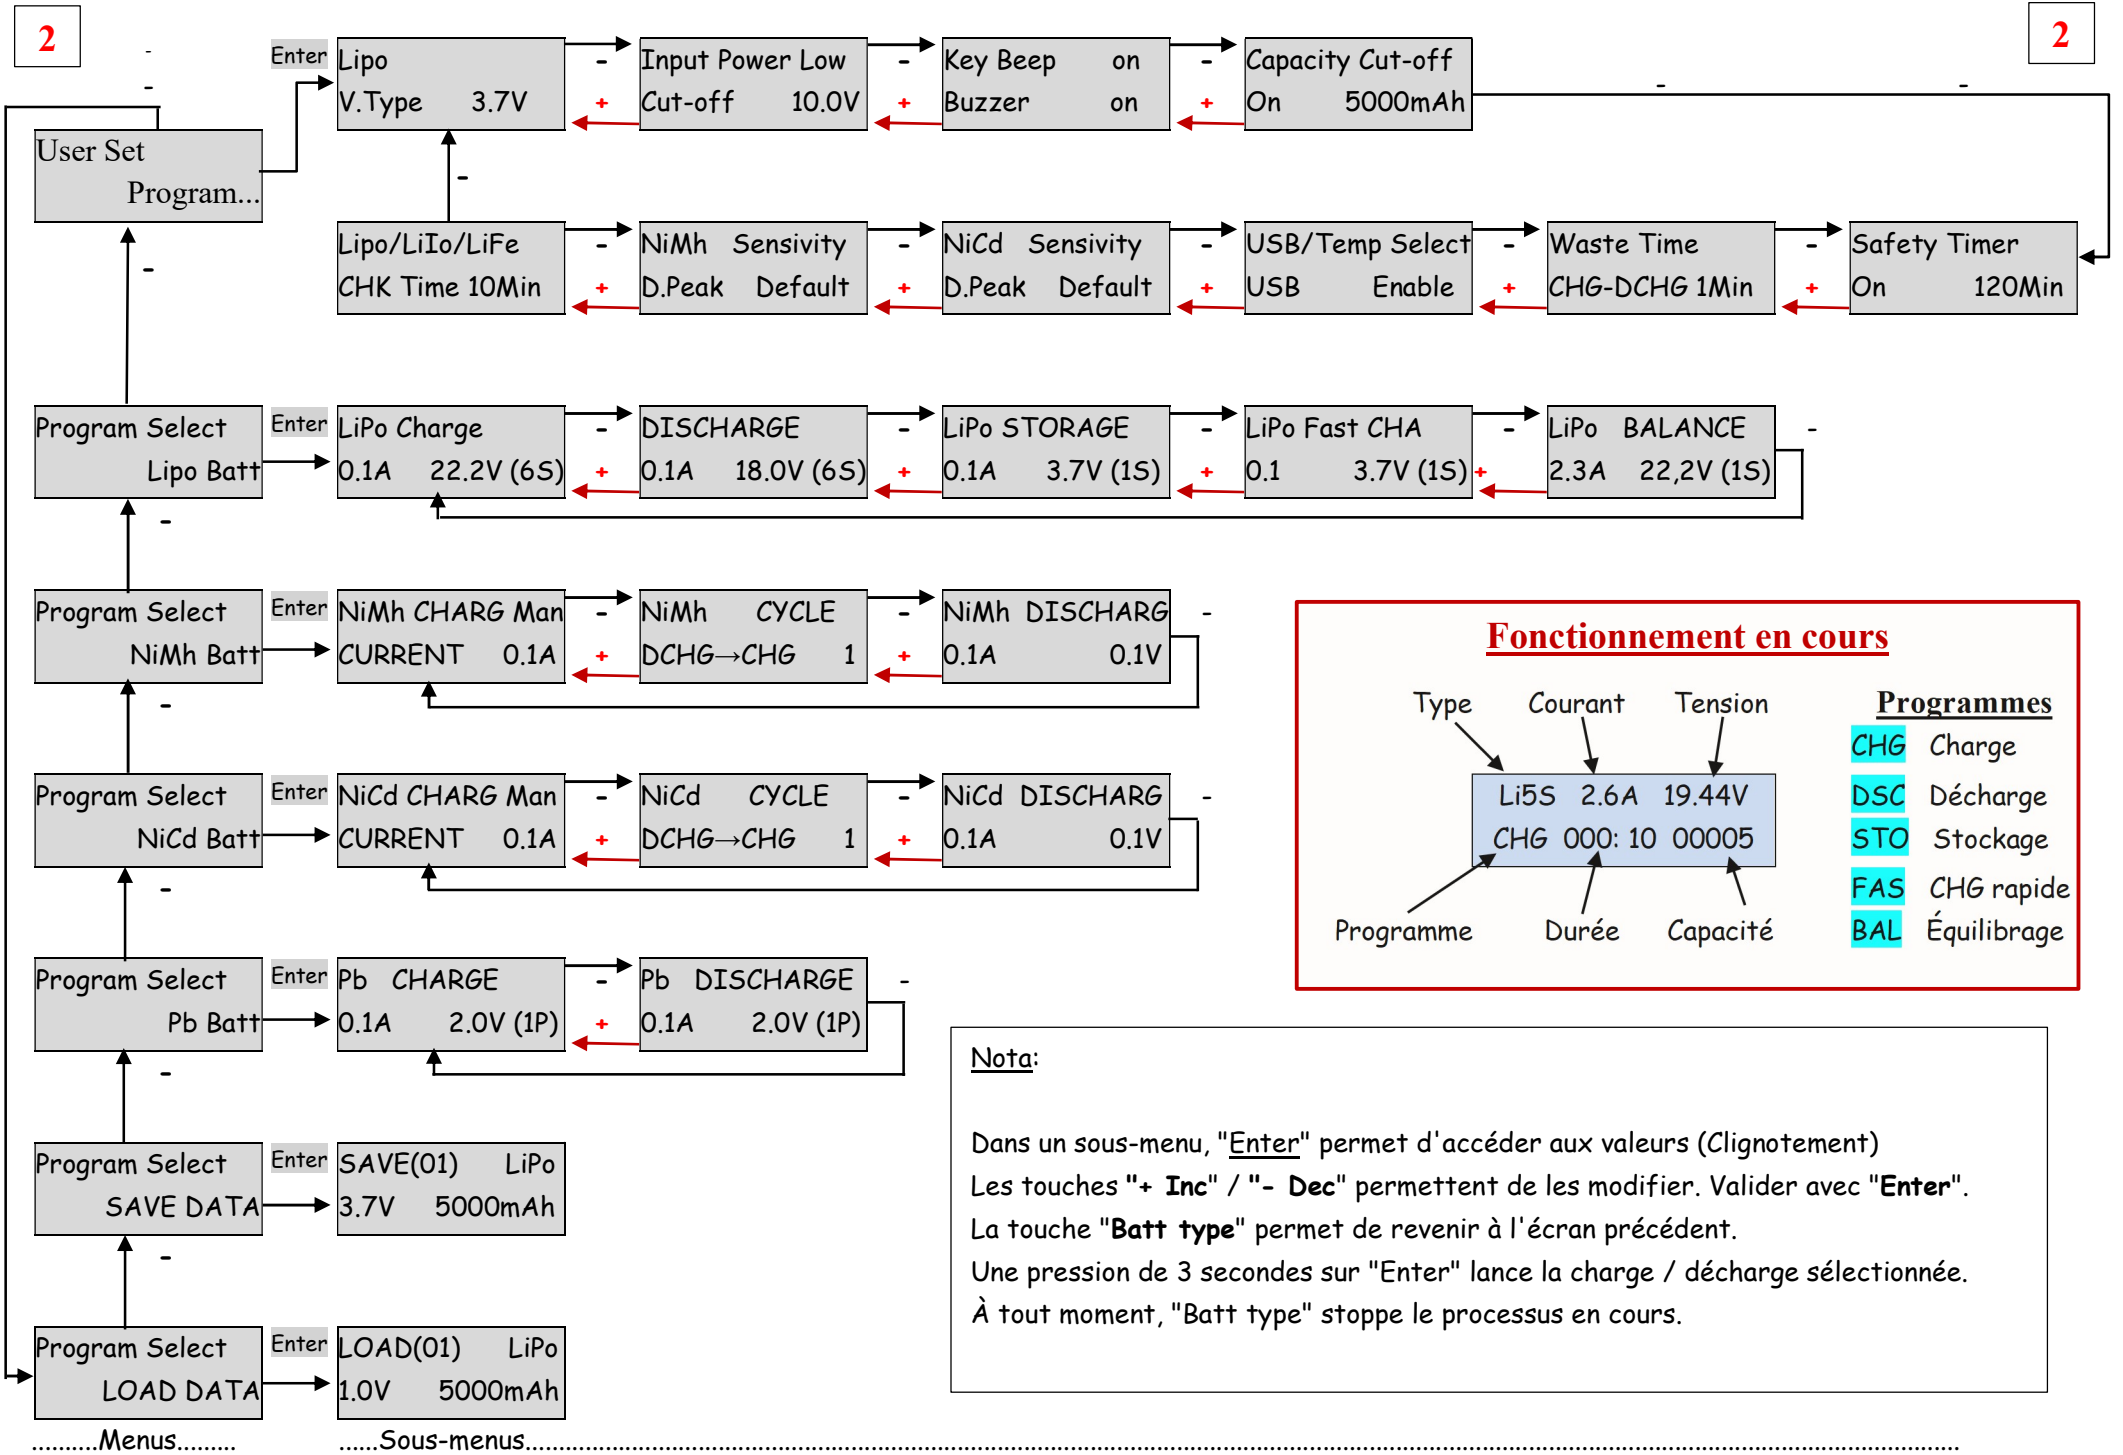 2
2
-
-
Enter
Lipo
V.Type 3.7V
-
+
Input Power Low
Cut-off 10.0V
-
+
Key Beep on
Buzzer on
-
+
Capacity Cut-off
On 5000mAh
-
-
User Set
Program...
-
-
Lipo/LiIo/LiFe
CHK Time 10Min
-
+
NiMh Sensivity
D.Peak Default
-
+
NiCd Sensivity
D.Peak Default
-
+
USB/Temp Select
USB Enable
-
+
Waste Time
CHG-DCHG 1Min
-
+
Safety Timer
On 120Min
Program Select
Lipo Batt
Enter
LiPo Charge
0.1A 22.2V (6S)
-
+
DISCHARGE
0.1A 18.0V (6S)
-
+
LiPo STORAGE
0.1A 3.7V (1S)
-
+
LiPo Fast CHA
0.1 3.7V (1S)
-
+
LiPo BALANCE
2.3A 22,2V (1S)
-
-
Program Select
NiMh Batt
Enter
NiMh CHARG Man
CURRENT 0.1A
-
+
NiMh CYCLE
DCHG→CHG 1
-
+
NiMh DISCHARG
0.1A 0.1V
-
-
Program Select
NiCd Batt
Enter
NiCd CHARG Man
CURRENT 0.1A
-
+
NiCd CYCLE
DCHG→CHG 1
-
+
NiCd DISCHARG
0.1A 0.1V
-
-
Program Select
Pb Batt
Enter
Pb CHARGE
0.1A 2.0V (1P)
-
+
Pb DISCHARGE
0.1A 2.0V (1P)
-
-
Program Select
SAVE DATA
Enter
SAVE(01) LiPo
3.7V 5000mAh
-
Program Select
LOAD DATA
Enter
LOAD(01) LiPo
1.0V 5000mAh
Fonctionnement en cours
Type Courant Tension
Li5S 2.6A 19.44V
CHG 000: 10 00005
Programme Durée Capacité
Programmes
CHG Charge
DSC Décharge
STO Stockage
FAS CHG rapide
BAL Équilibrage
Nota:
Dans un sous-menu, "Enter" permet d'accéder aux valeurs (Clignotement)
Les touches "+ Inc" / "- Dec" permettent de les modifier. Valider avec "Enter".
La touche "Batt type" permet de revenir à l'écran précédent.
Une pression de 3 secondes sur "Enter" lance la charge / décharge sélectionnée.
À tout moment, "Batt type" stoppe le processus en cours.
..........Menus......... ......Sous-menus..............................................................................................................................................